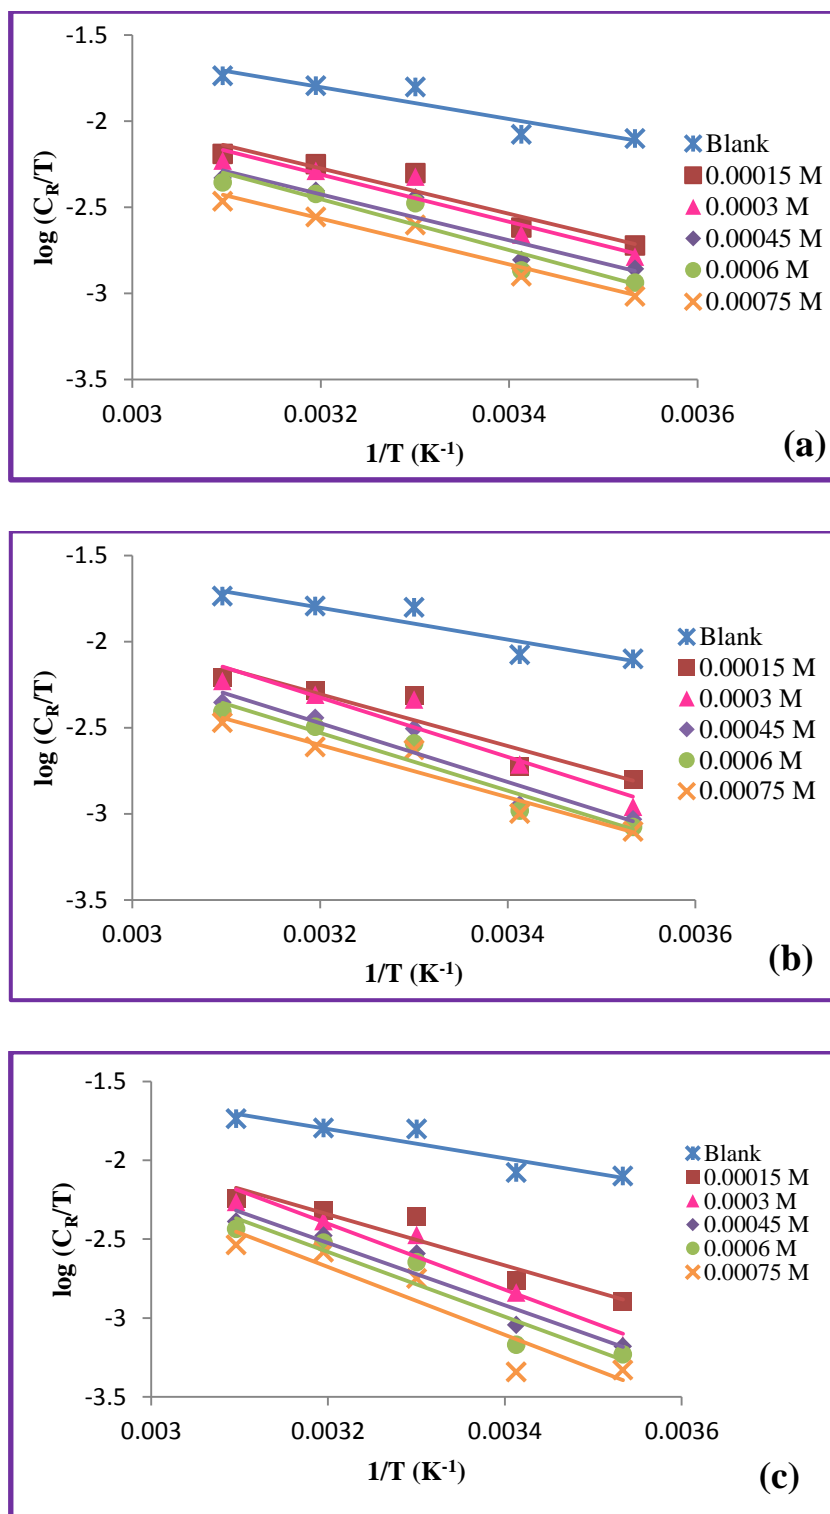 -1.5
-2
-2.5
-3
-3.5
log (C_R/T)
0.003
0.0032
0.0034
0.0036
1/T (K⁻¹)
Blank
0.00015 M
0.0003 M
0.00045 M
0.0006 M
0.00075 M
(a)
-1.5
-2
-2.5
-3
-3.5
log (C_R/T)
0.003
0.0032
0.0034
0.0036
1/T (K⁻¹)
Blank
0.00015 M
0.0003 M
0.00045 M
0.0006 M
0.00075 M
(b)
-1.5
-2
-2.5
-3
-3.5
log (C_R/T)
0.003
0.0032
0.0034
0.0036
1/T (K⁻¹)
Blank
0.00015 M
0.0003 M
0.00045 M
0.0006 M
0.00075 M
(c)